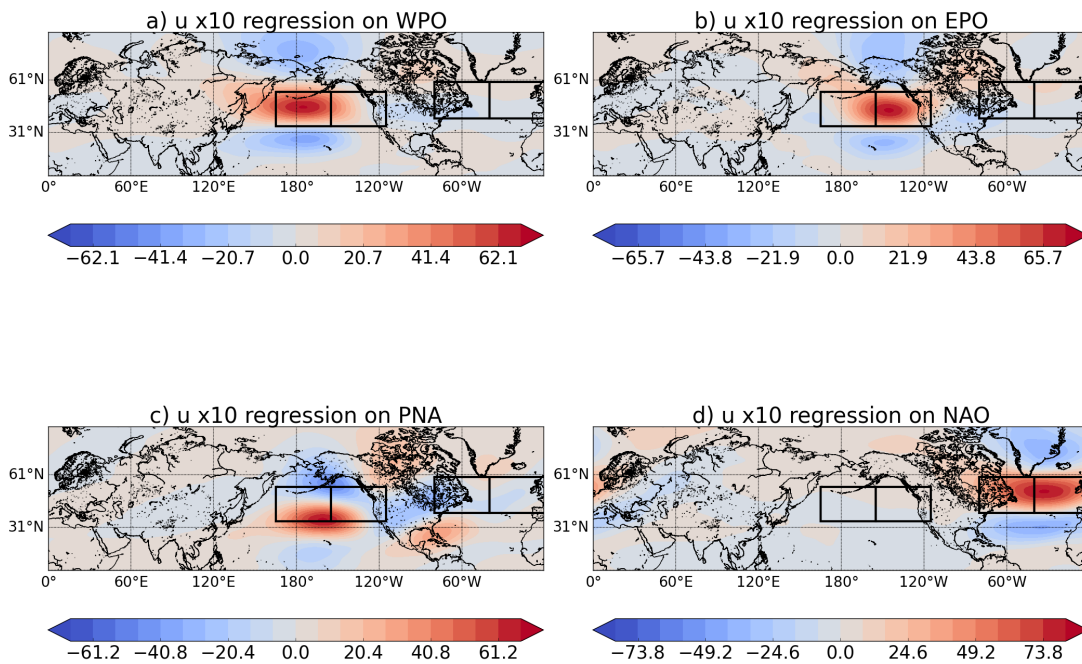 a) u x10 regression on WPO
b) u x10 regression on EPO
61°N
31°N
0° 60°E 120°E 180° 120°W 60°W
61°N
31°N
0° 60°E 120°E 180° 120°W 60°W
−62.1 −41.4 −20.7 0.0 20.7 41.4 62.1
−65.7 −43.8 −21.9 0.0 21.9 43.8 65.7
c) u x10 regression on PNA
d) u x10 regression on NAO
61°N
31°N
0° 60°E 120°E 180° 120°W 60°W
61°N
31°N
0° 60°E 120°E 180° 120°W 60°W
−61.2 −40.8 −20.4 0.0 20.4 40.8 61.2
−73.8 −49.2 −24.6 0.0 24.6 49.2 73.8